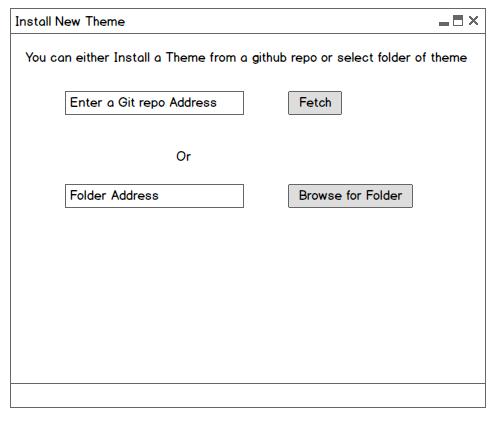 Install New Theme
You can either Install a Theme from a github repo or select folder of theme
Enter a Git repo Address
Fetch
Or
Folder Address
Browse for Folder